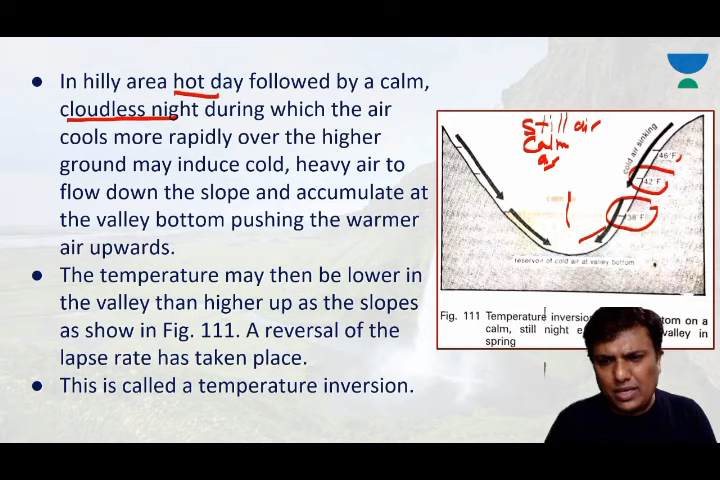 ● In hilly area hot day followed by a calm,
cloudless night during which the air
cools more rapidly over the higher
ground may induce cold, heavy air to
flow down the slope and accumulate at
the valley bottom pushing the warmer
air upwards.
● The temperature may then be lower in
the valley than higher up as the slopes
as show in Fig. 111. A reversal of the
lapse rate has taken place.
● This is called a temperature inversion.
still air
calm
cold air sinking
46°F
42°F
38°F
reservoir of cold air at valley bottom
Fig. 111 Temperature inversion
tom on a
calm, still night
valley in
spring